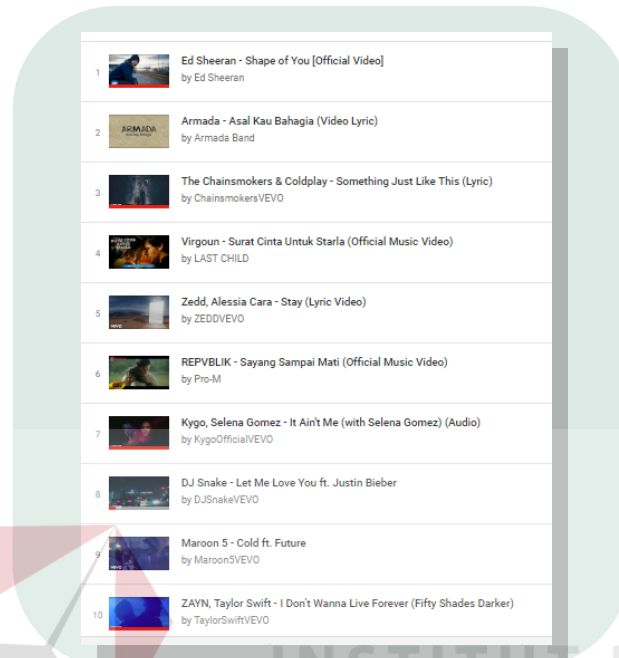 1
Ed Sheeran - Shape of You [Official Video]
by Ed Sheeran
2
ARMADA
Armada - Asal Kau Bahagia (Video Lyric)
by Armada Band
3
The Chainsmokers & Coldplay - Something Just Like This (Lyric)
by ChainsmokersVEVO
4
Virgoun - Surat Cinta Untuk Starla (Official Music Video)
by LAST CHILD
5
vevo
Zedd, Alessia Cara - Stay (Lyric Video)
by ZEDDVEVO
6
REPVBLIK - Sayang Sampai Mati (Official Music Video)
by Pro-M
7
Kygo, Selena Gomez - It Ain't Me (with Selena Gomez) (Audio)
by KygoOfficialVEVO
8
DJ Snake - Let Me Love You ft. Justin Bieber
by DJSnakeVEVO
9
vevo
Maroon 5 - Cold ft. Future
by Maroon5VEVO
10
ZAYN, Taylor Swift - I Don't Wanna Live Forever (Fifty Shades Darker)
by TaylorSwiftVEVO
INSTITUT